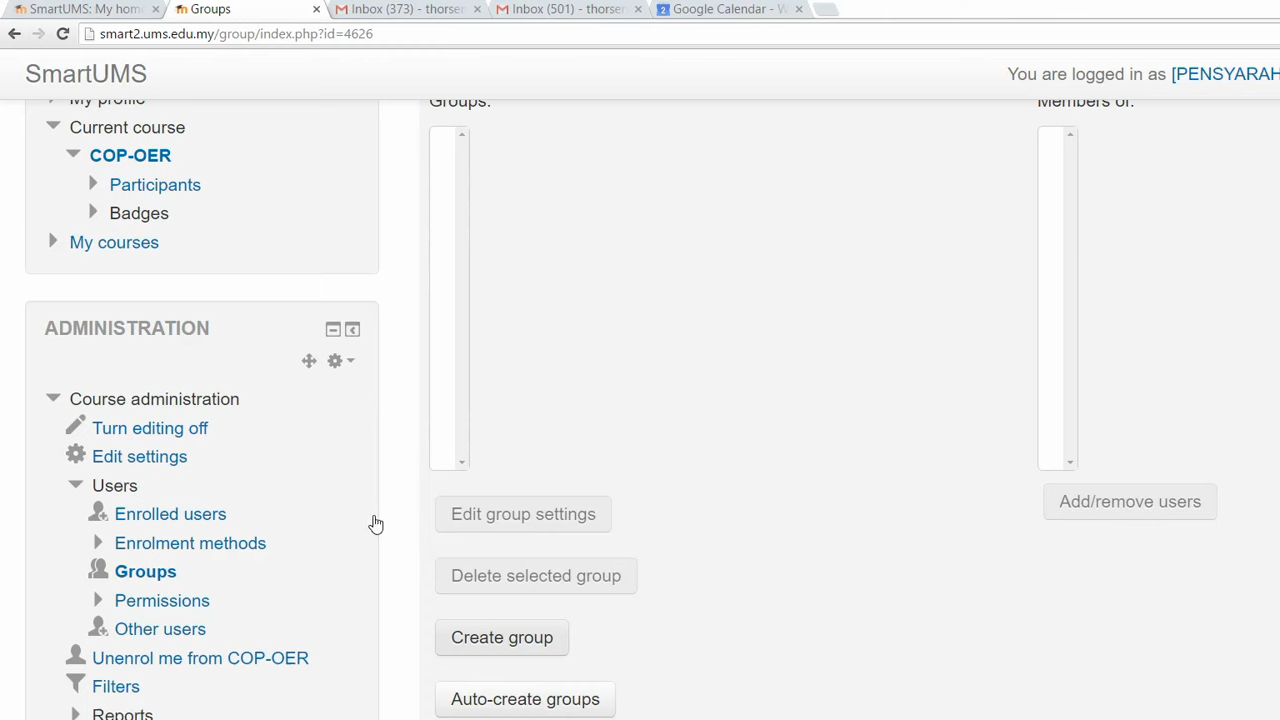 SmartUMS: My hom
Groups
Inbox (373) - thorsen
Inbox (501) - thorsen
Google Calendar - W
smart2.ums.edu.my/group/index.php?id=4626
SmartUMS
You are logged in as [PENSYARAH
My profile
Current course
COP-OER
Participants
Badges
My courses
ADMINISTRATION
Course administration
Turn editing off
Edit settings
Users
Enrolled users
Enrolment methods
Groups
Permissions
Other users
Unenrol me from COP-OER
Filters
Reports
Groups:
Edit group settings
Delete selected group
Create group
Auto-create groups
Members of:
Add/remove users